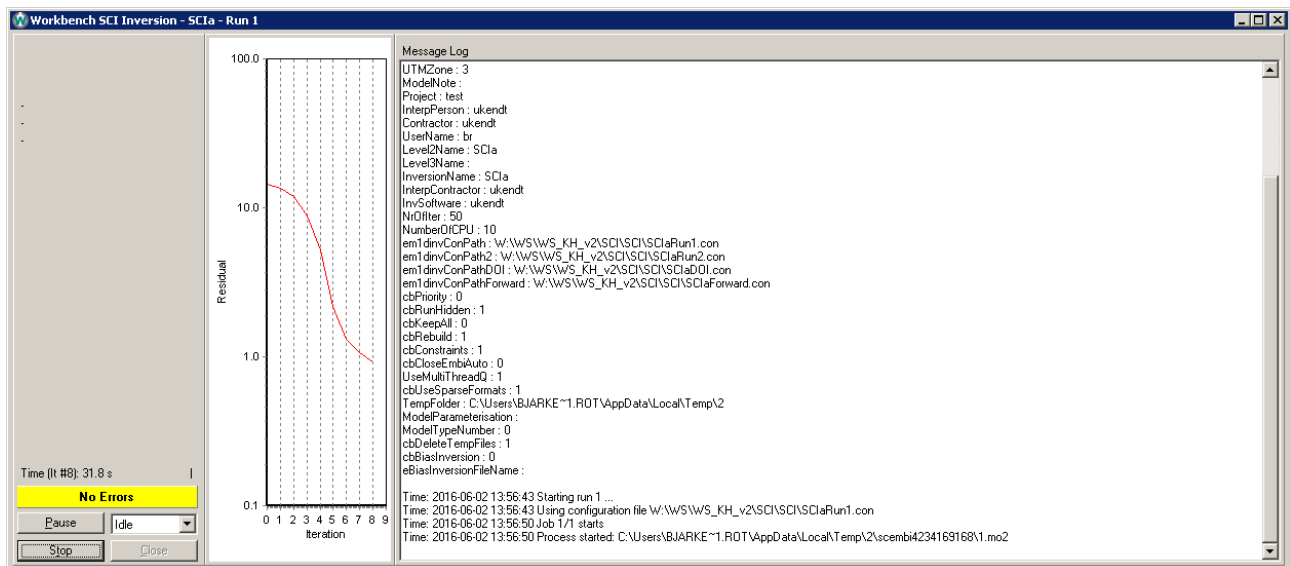 Workbench SCI Inversion - SCIa - Run 1
-
-
-
Time (It #8): 31.8 s
No Errors
Pause
Idle
Stop
Close
100.0
10.0
1.0
0.1
Residual
0 1 2 3 4 5 6 7 8 9
Iteration
Message Log
UTMZone : 3
ModelNote :
Project : test
InterpPerson : ukendt
Contractor : ukendt
UserName : br
Level2Name : SCIa
Level3Name :
InversionName : SCIa
InterpContractor : ukendt
InvSoftware : ukendt
NrOfIter : 50
NumberOfCPU : 10
em1dinvConPath : W:\WS\WS_KH_v2\SCI\SCI\SCIaRun1.con
em1dinvConPath2 : W:\WS\WS_KH_v2\SCI\SCI\SCIaRun2.con
em1dinvConPathDOI : W:\WS\WS_KH_v2\SCI\SCI\SCIaDOI.con
em1dinvConPathForward : W:\WS\WS_KH_v2\SCI\SCI\SCIaForward.con
cbPriority : 0
cbRunHidden : 1
cbKeepAll : 0
cbRebuild : 1
cbConstraints : 1
cbCloseEmbiAuto : 0
UseMultiThreadQ : 1
cbUseSparseFormats : 1
TempFolder : C:\Users\BJARKE~1.ROT\AppData\Local\Temp\2
ModelParameterisation :
ModelTypeNumber : 0
cbDeleteTempFiles : 1
cbBiasInversion : 0
eBiasInversionFileName :
Time: 2016-06-02 13:56:43 Starting run 1 ...
Time: 2016-06-02 13:56:43 Using configuration file W:\WS\WS_KH_v2\SCI\SCI\SCIaRun1.con
Time: 2016-06-02 13:56:50 Job 1/1 starts
Time: 2016-06-02 13:56:50 Process started: C:\Users\BJARKE~1.ROT\AppData\Local\Temp\2\scembi4234169168\1.mo2